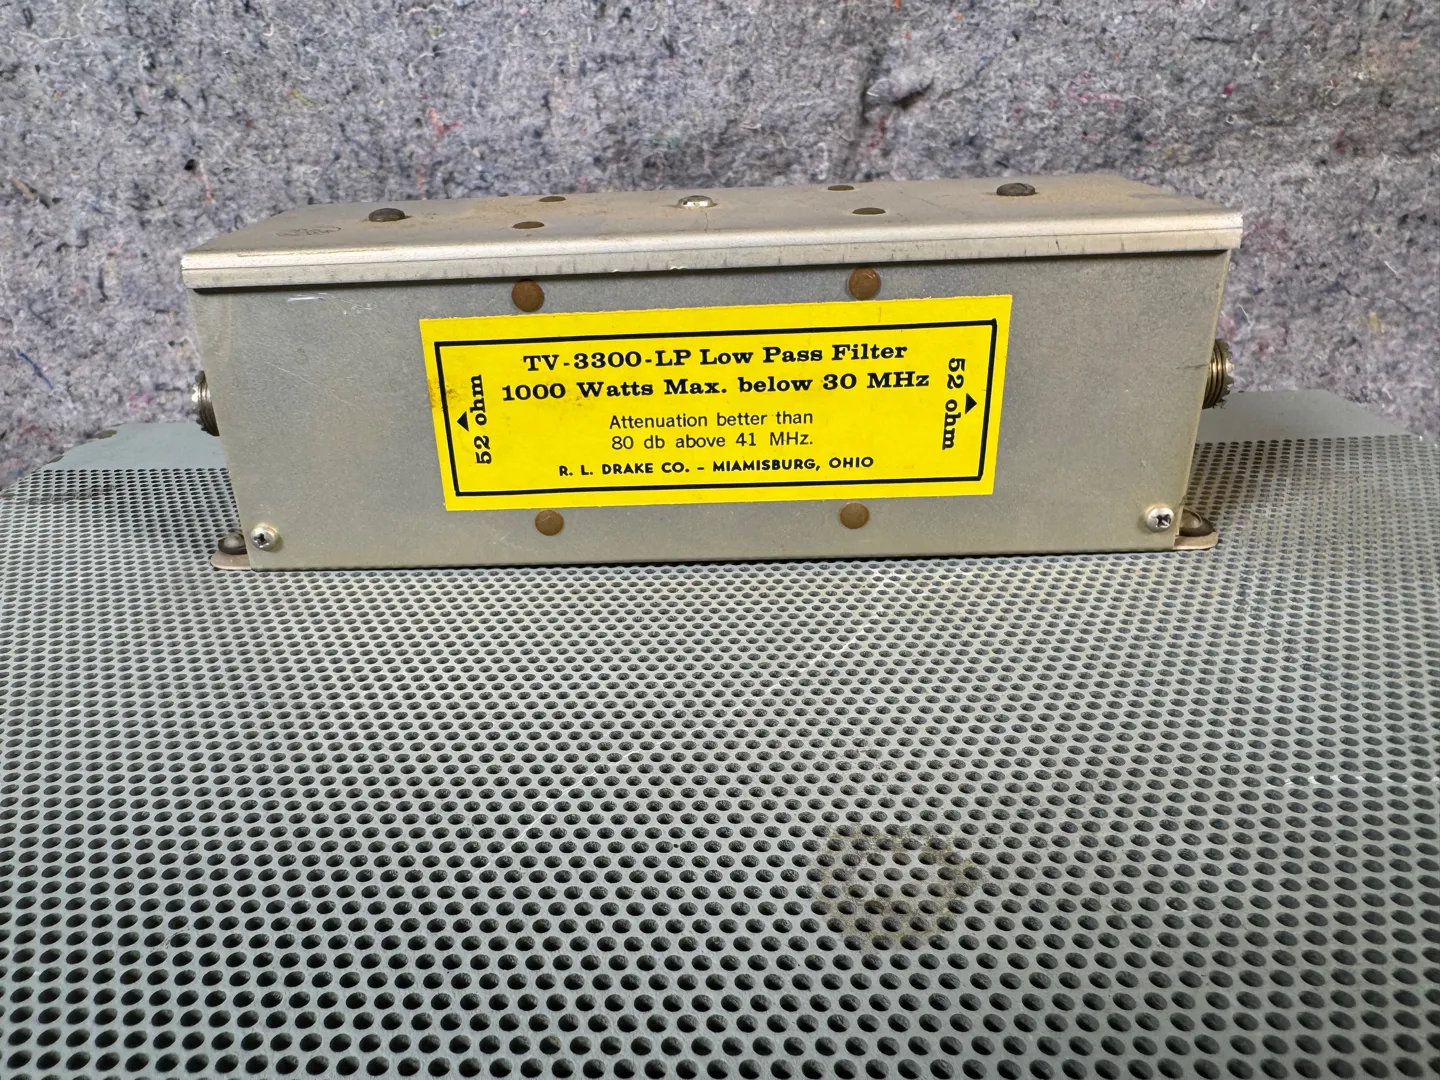 TV-3300-LP Low Pass Filter
1000 Watts Max. below 30 MHz
Attenuation better than
80 db above 41 MHz.
R. L. DRAKE CO. – MIAMISBURG, OHIO
52 ohm
52 ohm